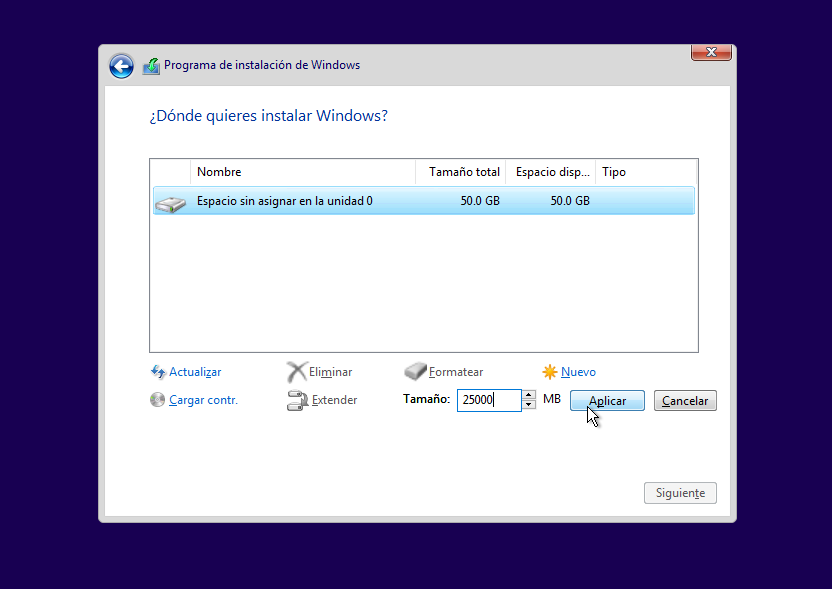 Programa de instalación de Windows
¿Dónde quieres instalar Windows?
Nombre Tamaño total Espacio disp... Tipo
Espacio sin asignar en la unidad 0 50.0 GB 50.0 GB
Actualizar Eliminar Formatear Nuevo
Cargar contr. Extender Tamaño: 25000 MB Aplicar Cancelar
Siguiente